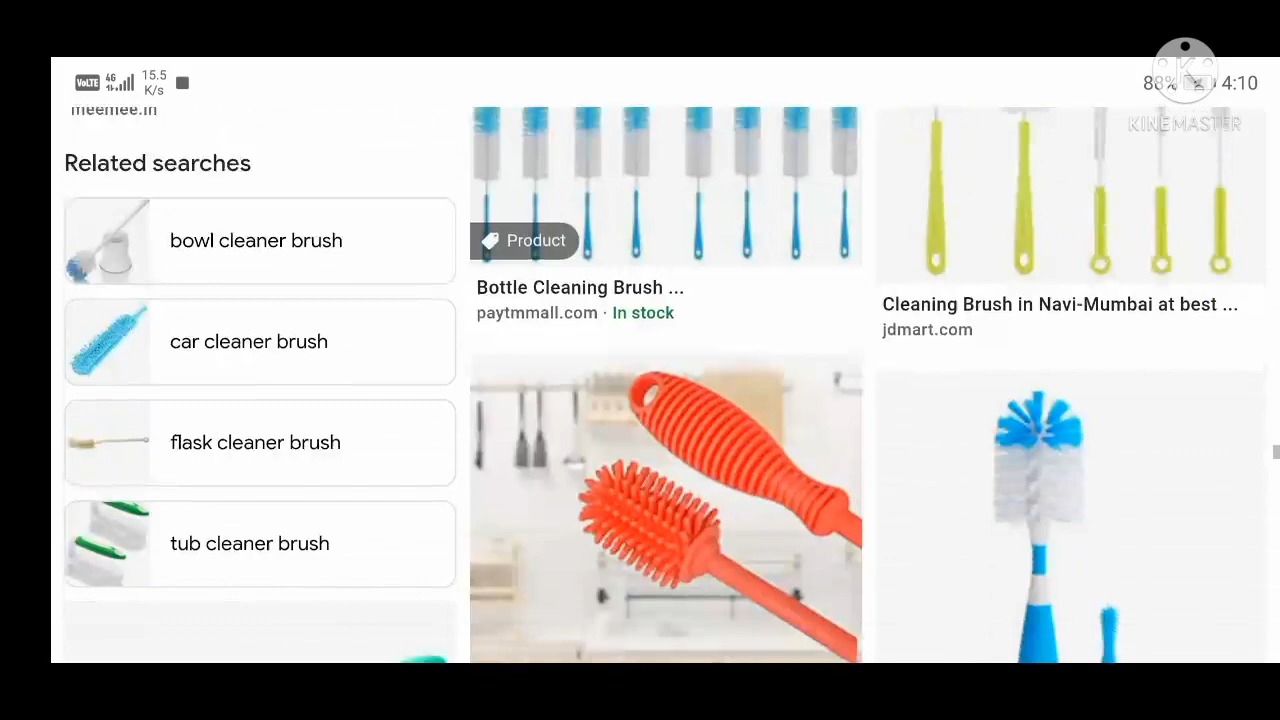 VoLTE 4G 15.5 K/s
88% 4:10
KINEMASTER
meemee.in
Related searches
bowl cleaner brush
car cleaner brush
flask cleaner brush
tub cleaner brush
Product
Bottle Cleaning Brush ...
paytmmall.com · In stock
Cleaning Brush in Navi-Mumbai at best ...
jdmart.com